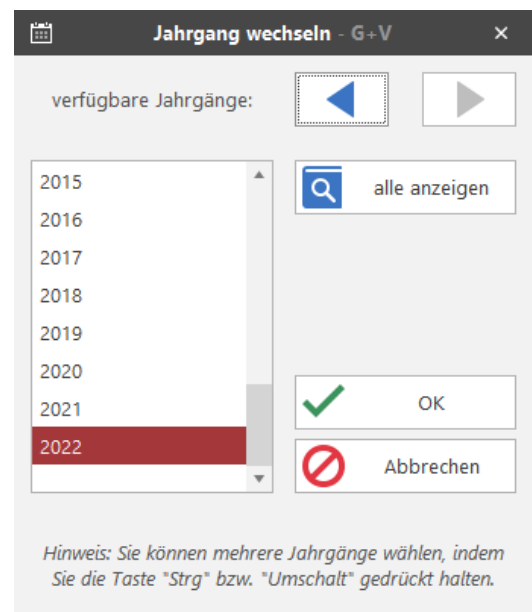 Jahrgang wechseln - G+V
verfügbare Jahrgänge:
2015
2016
2017
2018
2019
2020
2021
2022
alle anzeigen
OK
Abbrechen
Hinweis: Sie können mehrere Jahrgänge wählen, indem
Sie die Taste "Strg" bzw. "Umschalt" gedrückt halten.